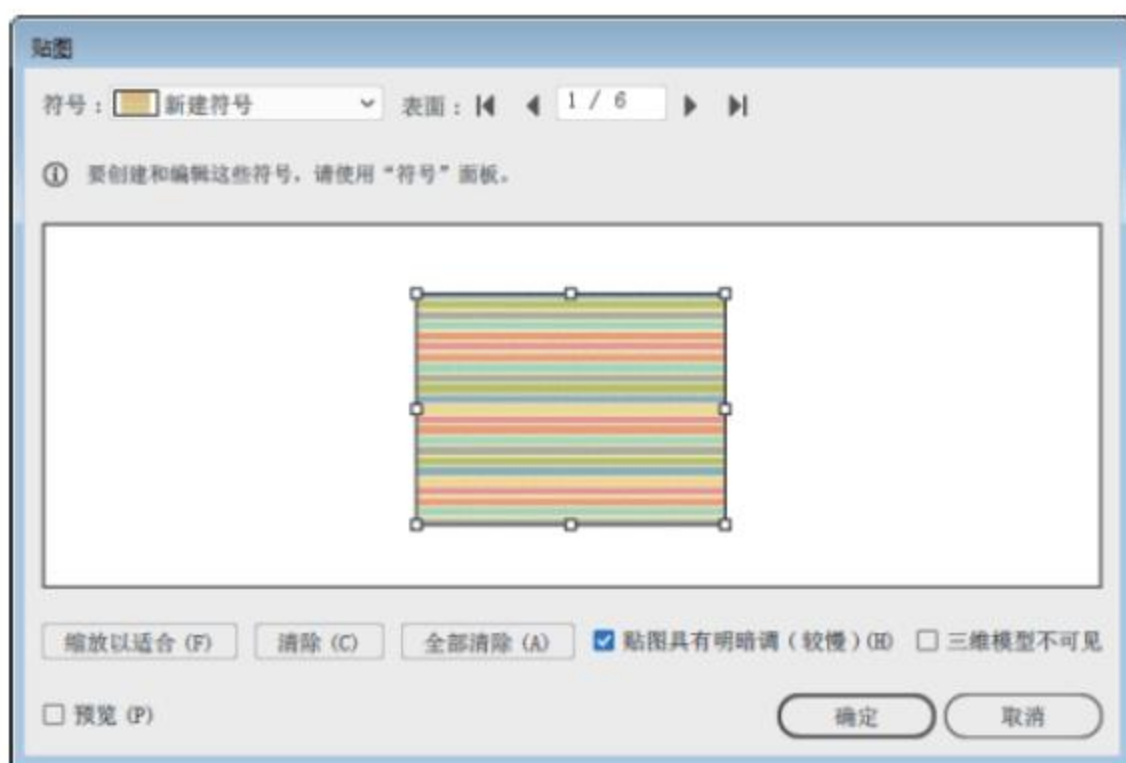 贴图
符号：新建符号 表面： 1 / 6
要创建和编辑这些符号，请使用“符号”面板。
缩放以适合 (F) 清除 (C) 全部清除 (A) 贴图具有明暗调（较慢）(H) 三维模型不可见
预览 (P) 确定 取消